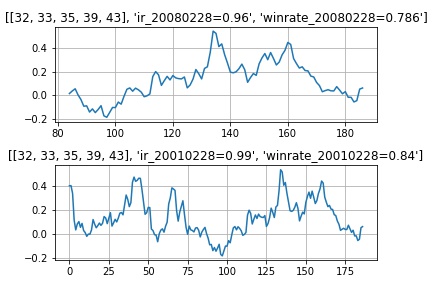 [[32, 33, 35, 39, 43], 'ir_20080228=0.96', 'winrate_20080228=0.786']
0.4
0.2
0.0
−0.2
80 100 120 140 160 180
[[32, 33, 35, 39, 43], 'ir_20010228=0.99', 'winrate_20010228=0.84']
0.4
0.2
0.0
−0.2
0 25 50 75 100 125 150 175